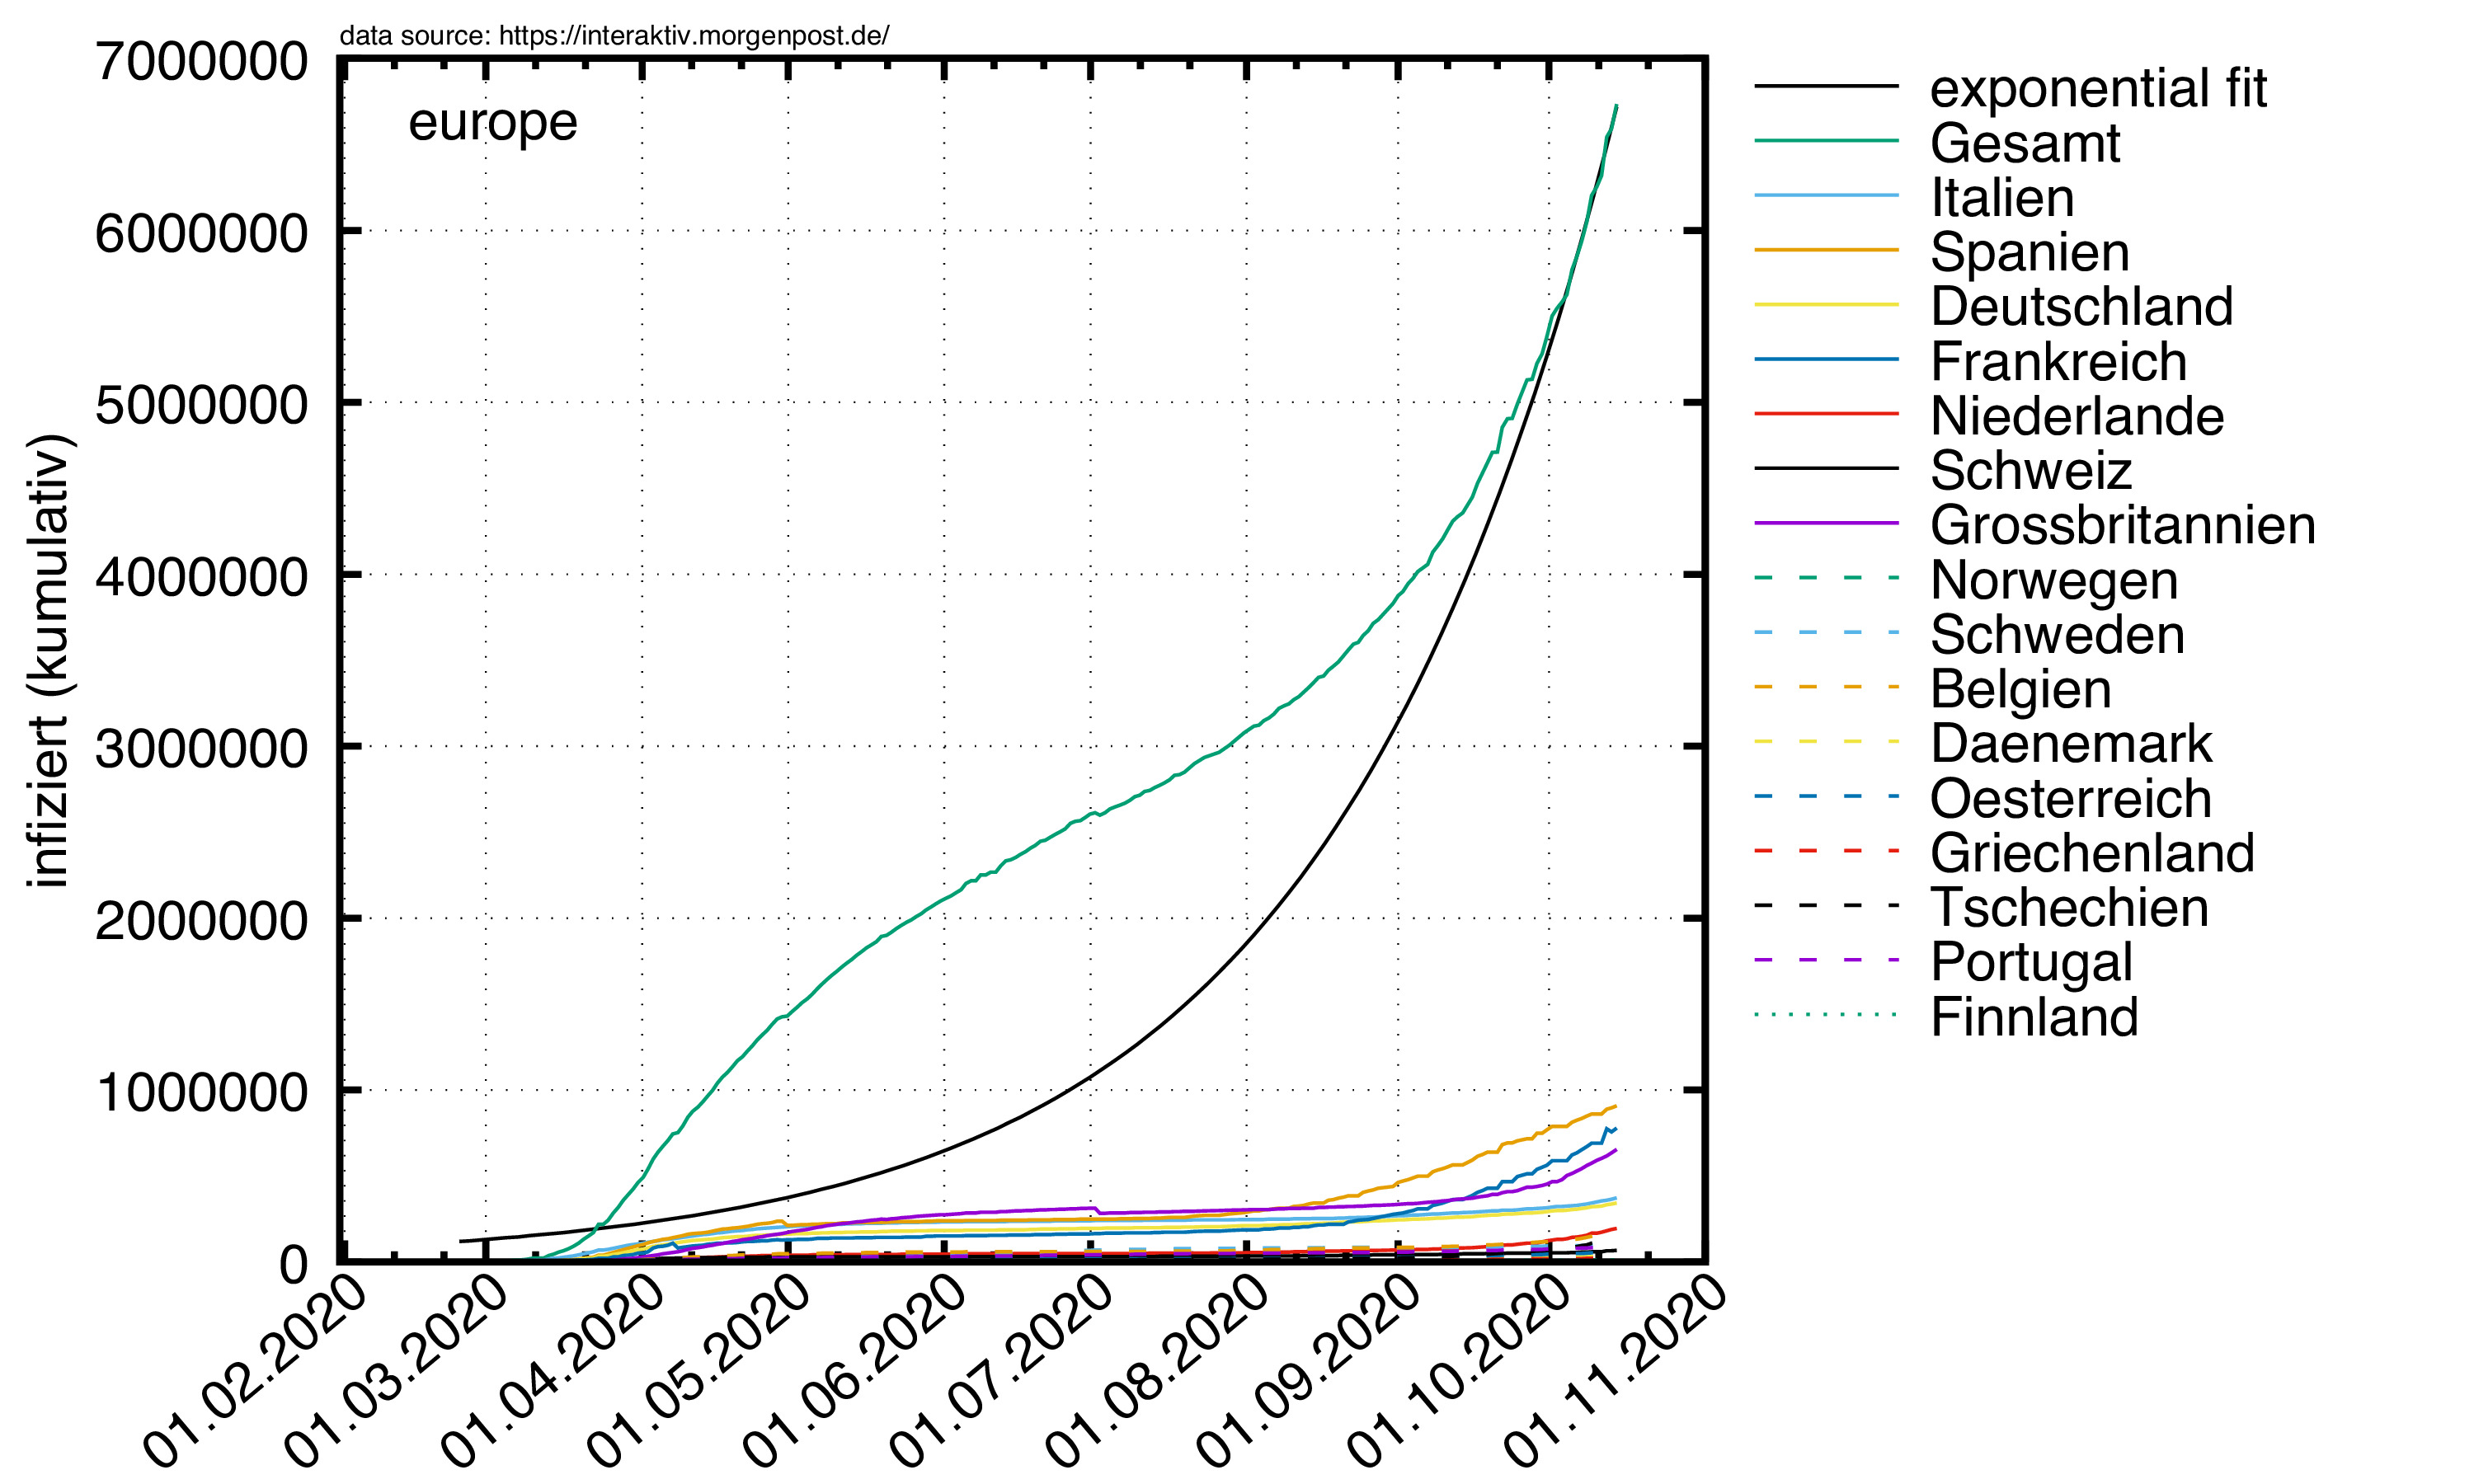 data source: https://interaktiv.morgenpost.de/
7000000
6000000
5000000
4000000
3000000
2000000
1000000
0
infiziert (kumulativ)
europe
01.02.2020
01.03.2020
01.04.2020
01.05.2020
01.06.2020
01.07.2020
01.08.2020
01.09.2020
01.10.2020
01.11.2020
exponential fit
Gesamt
Italien
Spanien
Deutschland
Frankreich
Niederlande
Schweiz
Grossbritannien
Norwegen
Schweden
Belgien
Daenemark
Oesterreich
Griechenland
Tschechien
Portugal
Finnland